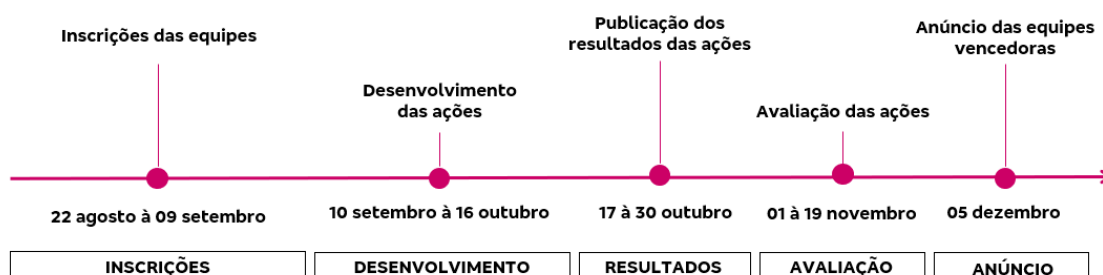 Inscrições das equipes
Desenvolvimento
das ações
Publicação dos
resultados das ações
Avaliação das ações
Anúncio das equipes
vencedoras
22 agosto à 09 setembro
10 setembro à 16 outubro
17 à 30 outubro
01 à 19 novembro
05 dezembro
INSCRIÇÕES
DESENVOLVIMENTO
RESULTADOS
AVALIAÇÃO
ANÚNCIO